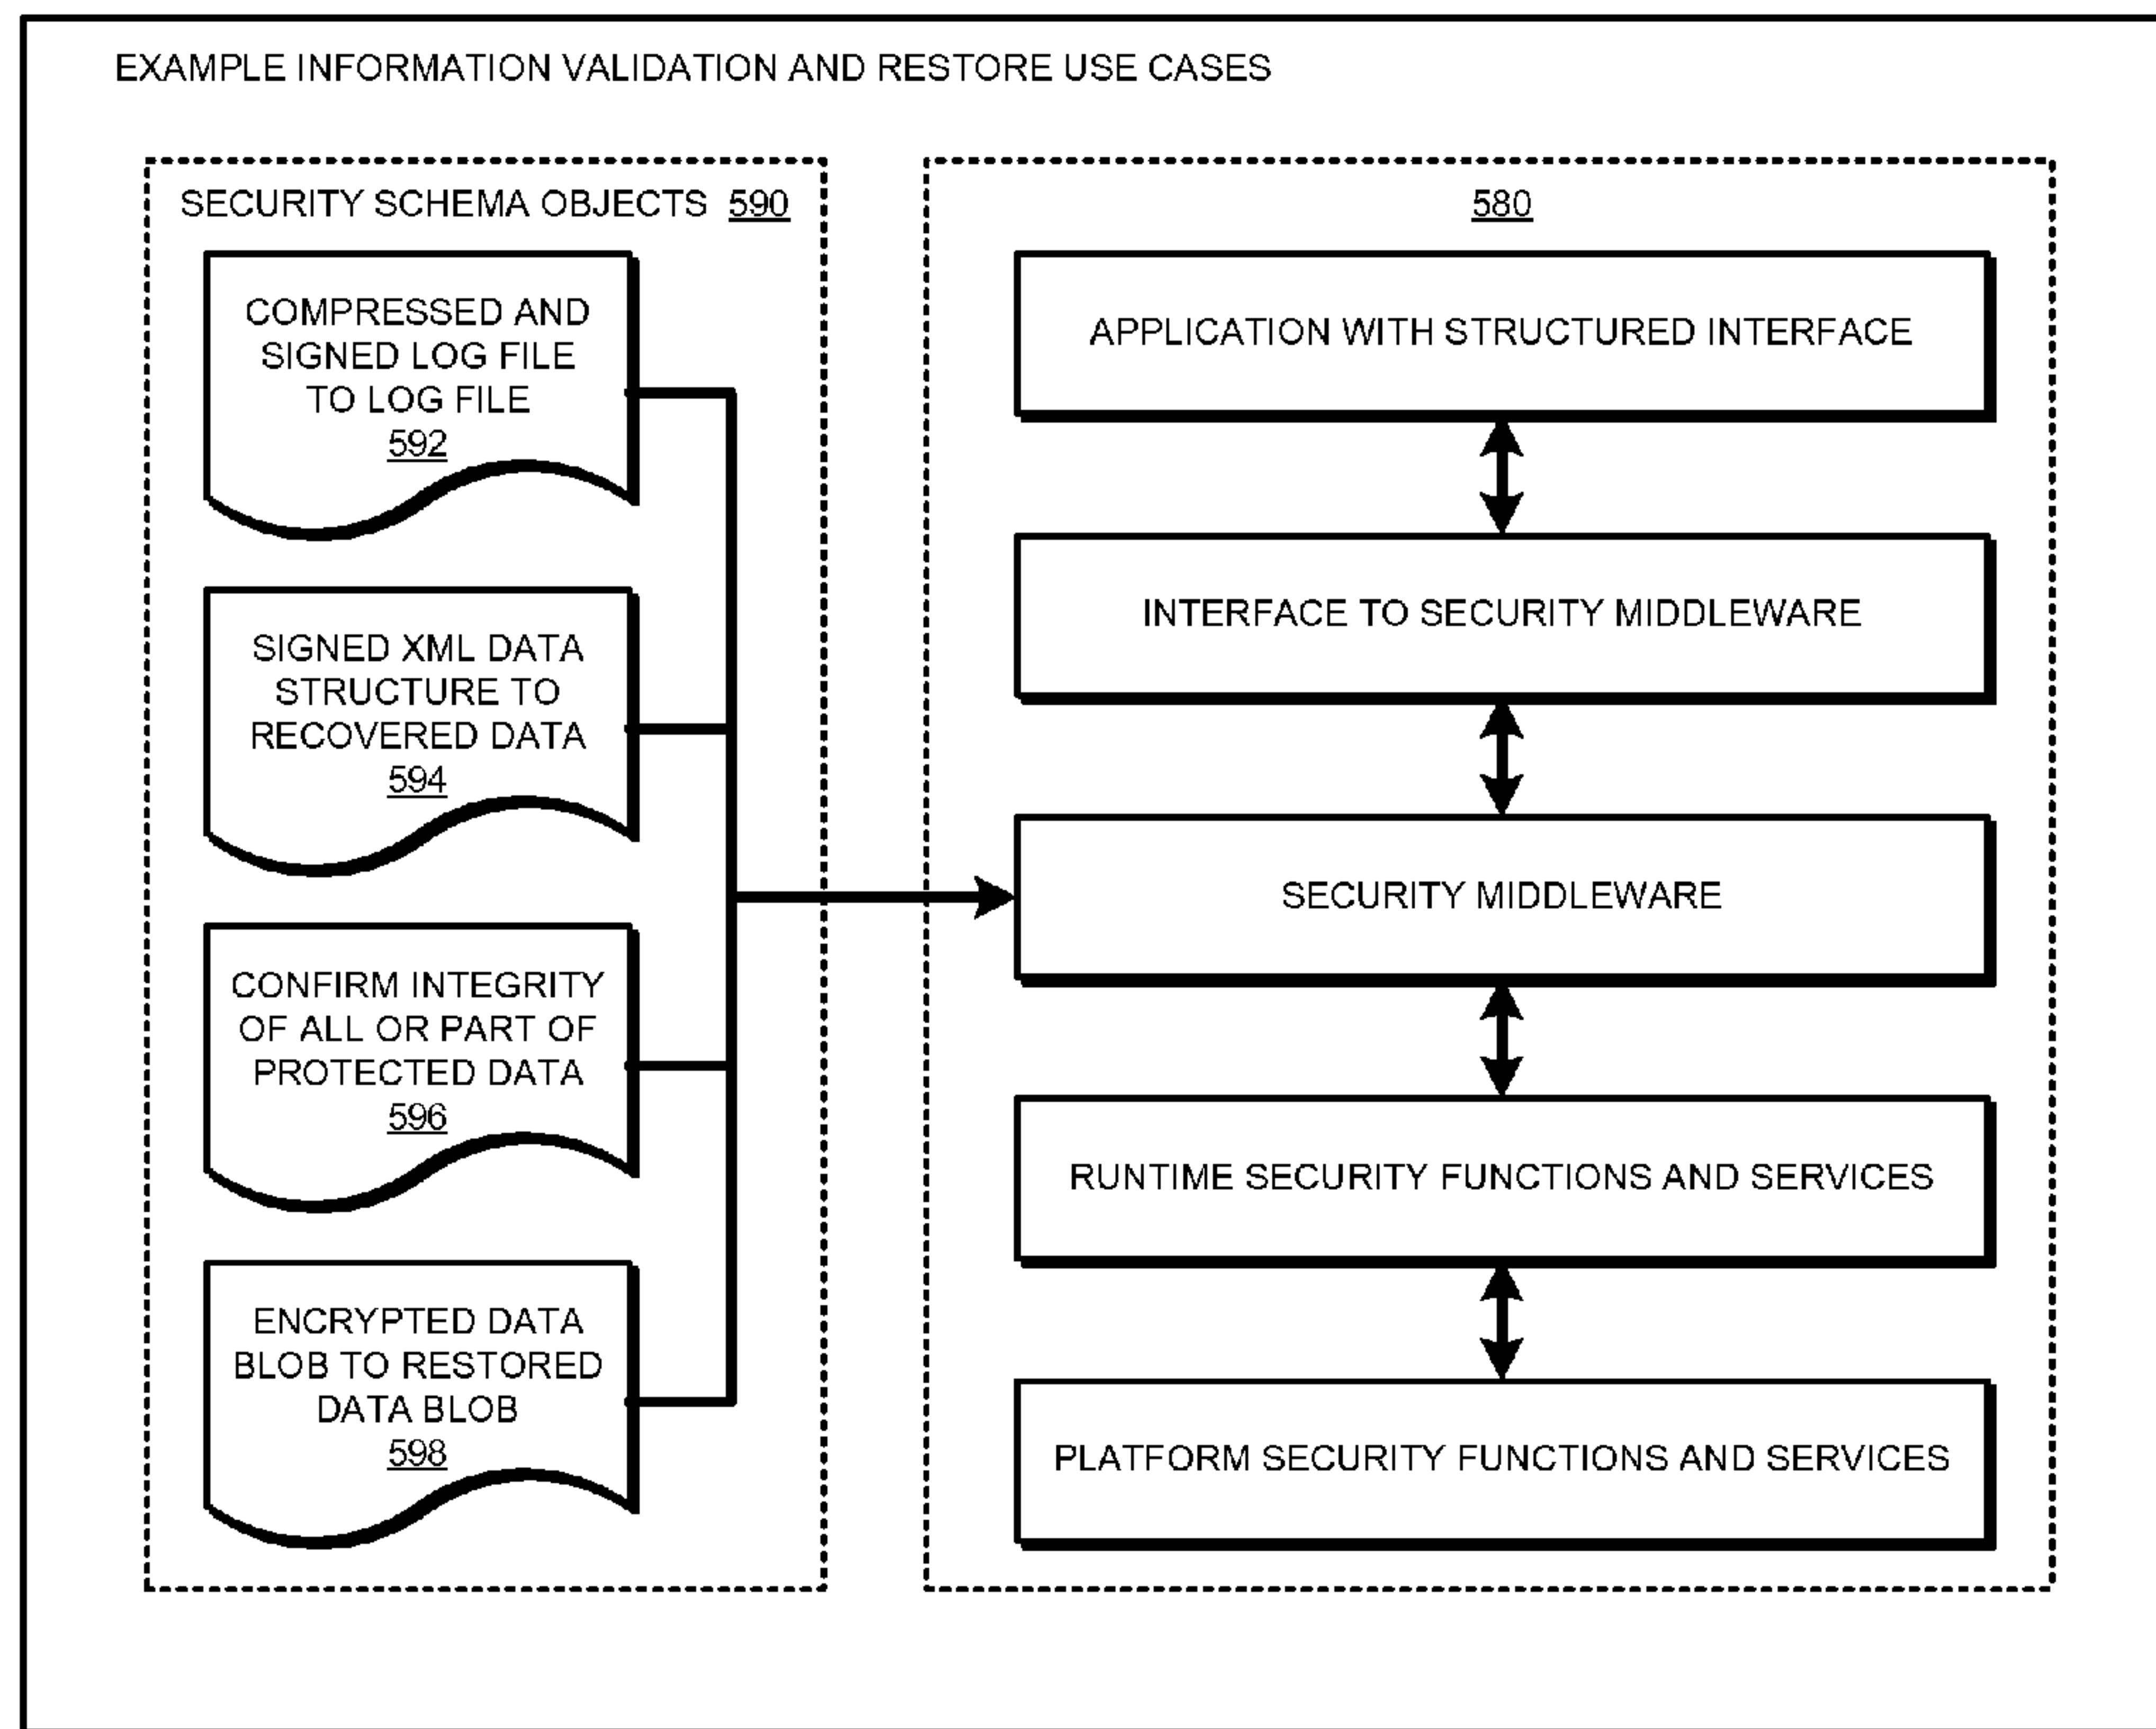 EXAMPLE INFORMATION VALIDATION AND RESTORE USE CASES
SECURITY SCHEMA OBJECTS 590
COMPRESSED AND
SIGNED LOG FILE
TO LOG FILE
592
SIGNED XML DATA
STRUCTURE TO
RECOVERED DATA
594
CONFIRM INTEGRITY
OF ALL OR PART OF
PROTECTED DATA
596
ENCRYPTED DATA
BLOB TO RESTORED
DATA BLOB
598
580
APPLICATION WITH STRUCTURED INTERFACE
INTERFACE TO SECURITY MIDDLEWARE
SECURITY MIDDLEWARE
RUNTIME SECURITY FUNCTIONS AND SERVICES
PLATFORM SECURITY FUNCTIONS AND SERVICES